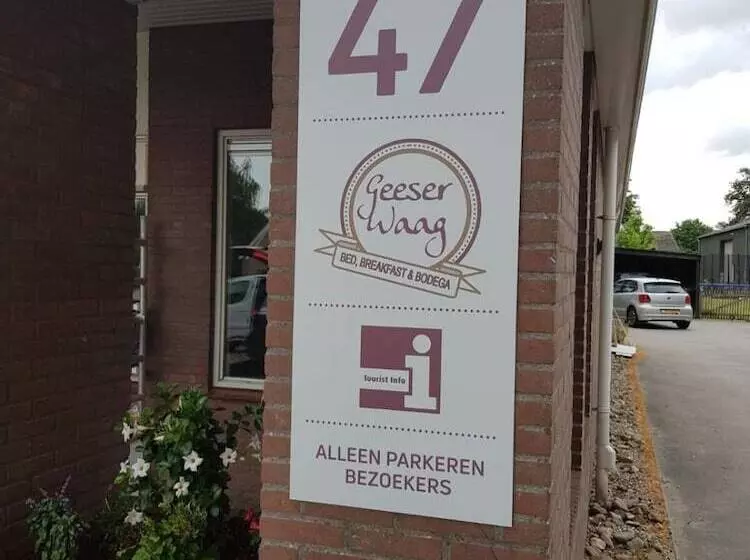 47
Geeser
Waag
BED, BREAKFAST & BODEGA
i
Tourist Info
ALLEEN PARKEREN
BEZOEKERS